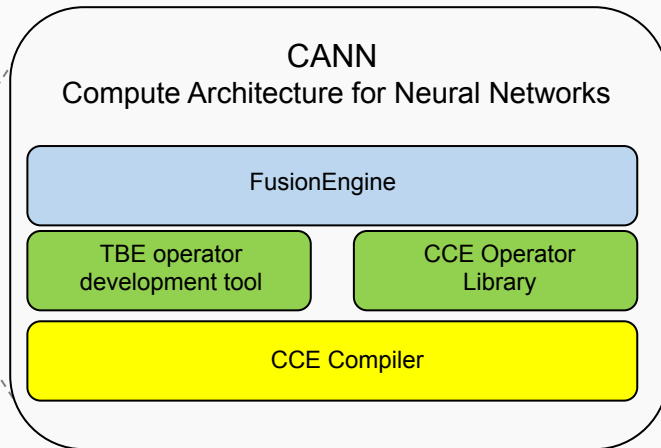 CANN
Compute Architecture for Neural Networks
FusionEngine
TBE operator
development tool
CCE Operator
Library
CCE Compiler